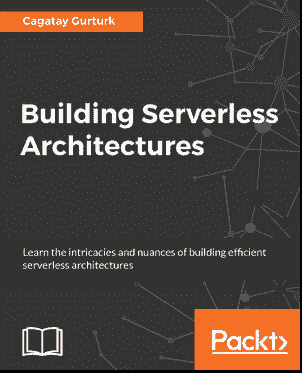 Cagatay Gurturk
Building Serverless
Architectures
Learn the intricacies and nuances of building efficient
serverless architectures
Packt>